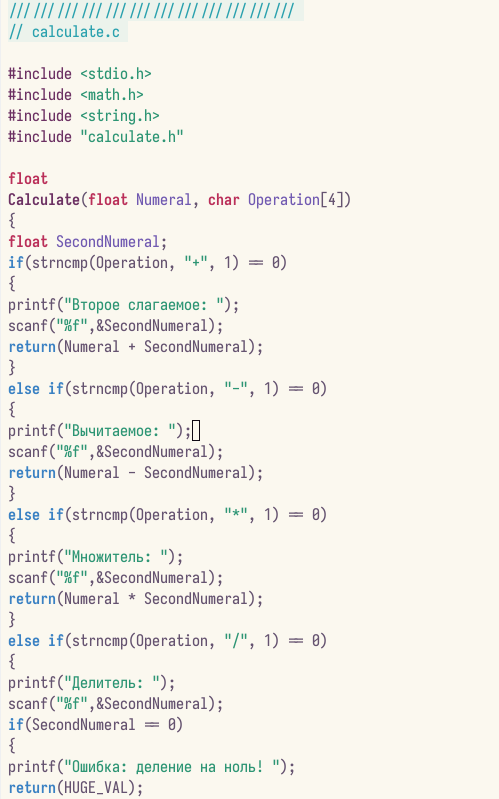 ////////////////////////////////////
// calculate.c
#include <stdio.h>
#include <math.h>
#include <string.h>
#include "calculate.h"
float
Calculate(float Numeral, char Operation[4])
{
float SecondNumeral;
if(strncmp(Operation, "+", 1) == 0)
{
printf("Второе слагаемое: ");
scanf("%f",&SecondNumeral);
return(Numeral + SecondNumeral);
}
else if(strncmp(Operation, "-", 1) == 0)
{
printf("Вычитаемое: ");
scanf("%f",&SecondNumeral);
return(Numeral - SecondNumeral);
}
else if(strncmp(Operation, "*", 1) == 0)
{
printf("Множитель: ");
scanf("%f",&SecondNumeral);
return(Numeral * SecondNumeral);
}
else if(strncmp(Operation, "/", 1) == 0)
{
printf("Делитель: ");
scanf("%f",&SecondNumeral);
if(SecondNumeral == 0)
{
printf("Ошибка: деление на ноль! ");
return(HUGE_VAL);